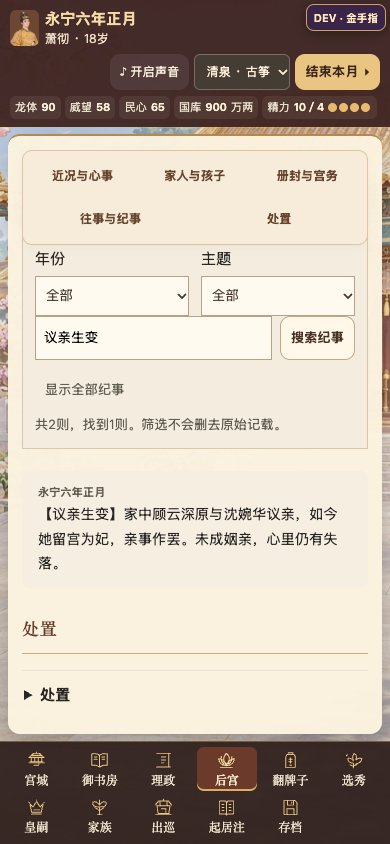 永宁六年正月
萧彻 · 18岁
DEV · 金手指
♪ 开启声音
清泉 · 古筝
结束本月 ›
龙体 90
威望 58
民心 65
国库 900 万两
精力 10 / 4
近况与心事
家人与孩子
册封与宫务
往事与纪事
处置
年份
主题
全部
全部
议亲生变
搜索纪事
显示全部纪事
共2则，找到1则。筛选不会删去原始记载。
永宁六年正月
【议亲生变】家中顾云深原与沈婉华议亲，如今
她留宫为妃，亲事作罢。未成姻亲，心里仍有失
落。
处置
▶ 处置
宫城
御书房
理政
后宫
翻牌子
选秀
皇嗣
家族
出巡
起居注
存档